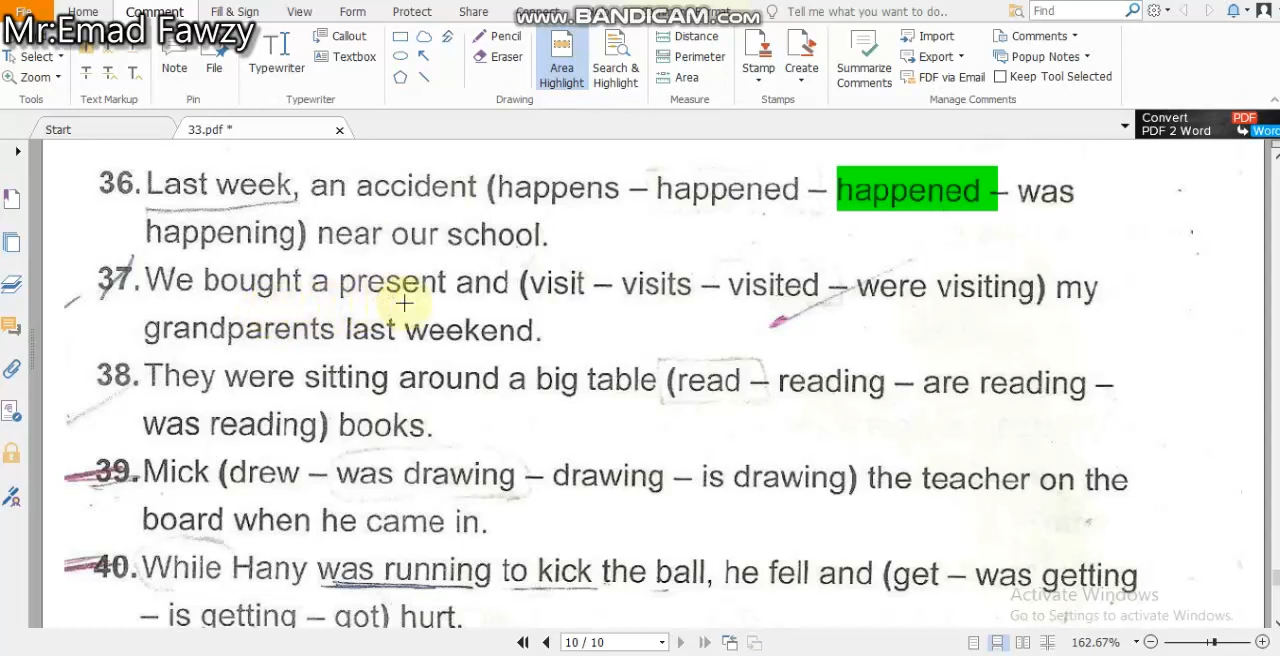 www.BANDICAM.com
Mr:Emad Fawzy
File Home Comment Fill & Sign View Form Protect Share Connect Tell me what you want to do.. Find
Select
Zoom
Note
File
Typewriter
Callout
Textbox
Pencil
Eraser
Area
Highlight
Search &
Highlight
Distance
Perimeter
Area
Stamp
Create
Summarize
Comments
Import
Export
FDF via Email
Comments
Popup Notes
Keep Tool Selected
Tools Text Markup Pin Typewriter Drawing Measure Stamps Manage Comments
Start 33.pdf *
Convert PDF
PDF 2 Word Word
36. Last week, an accident (happens – happened – happened – was
happening) near our school.
37. We bought a present and (visit – visits – visited – were visiting) my
grandparents last weekend.
38. They were sitting around a big table (read – reading – are reading –
was reading) books.
39. Mick (drew – was drawing – drawing – is drawing) the teacher on the
board when he came in.
40. While Hany was running to kick the ball, he fell and (get – was getting
– is getting – got) hurt.
Activate Windows
Go to Settings to activate Windows.
10 / 10
162.67%